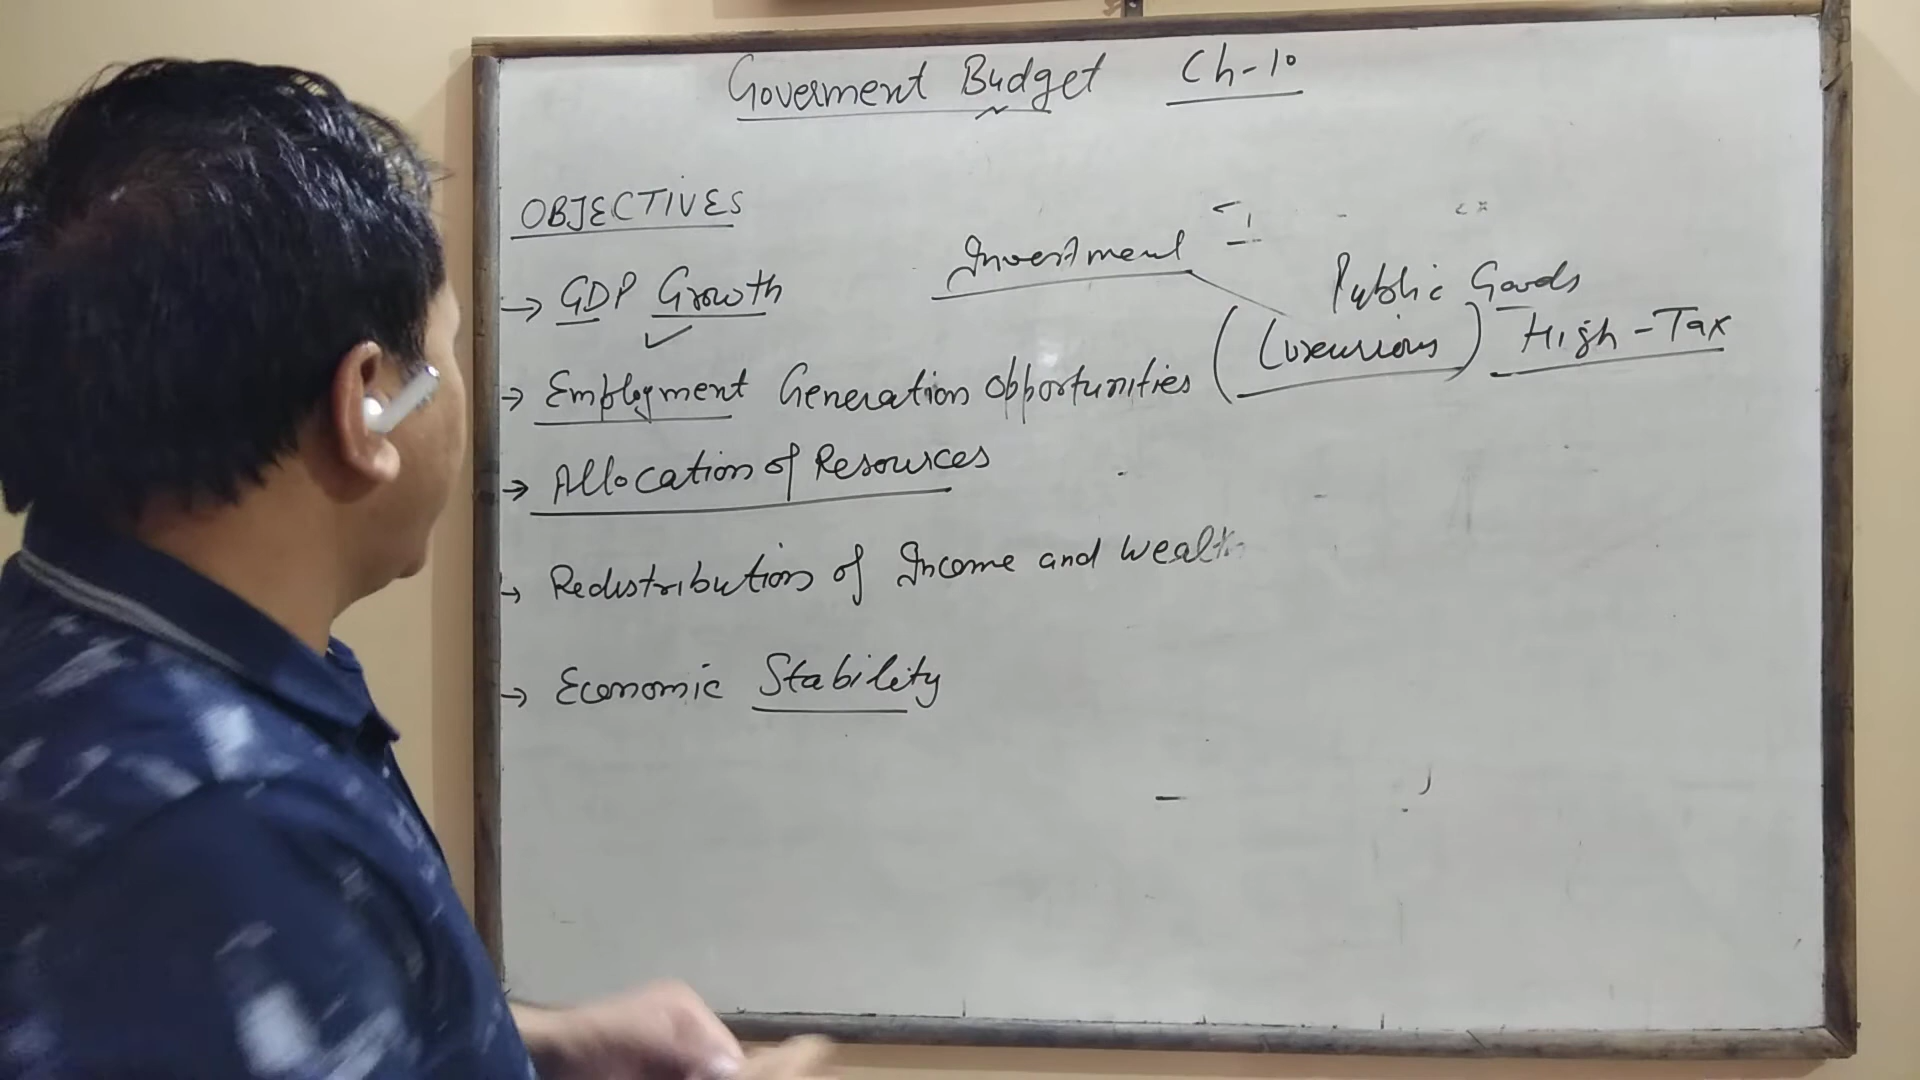 Goverment Budget Ch-10
OBJECTIVES
Investment
Public Goods
→ GDP Growth
(Luxurious) High-Tax
→ Employment Generation opportunities
→ Allocation of Resources
→ Redistribution of Income and Wealth
→ Economic Stability